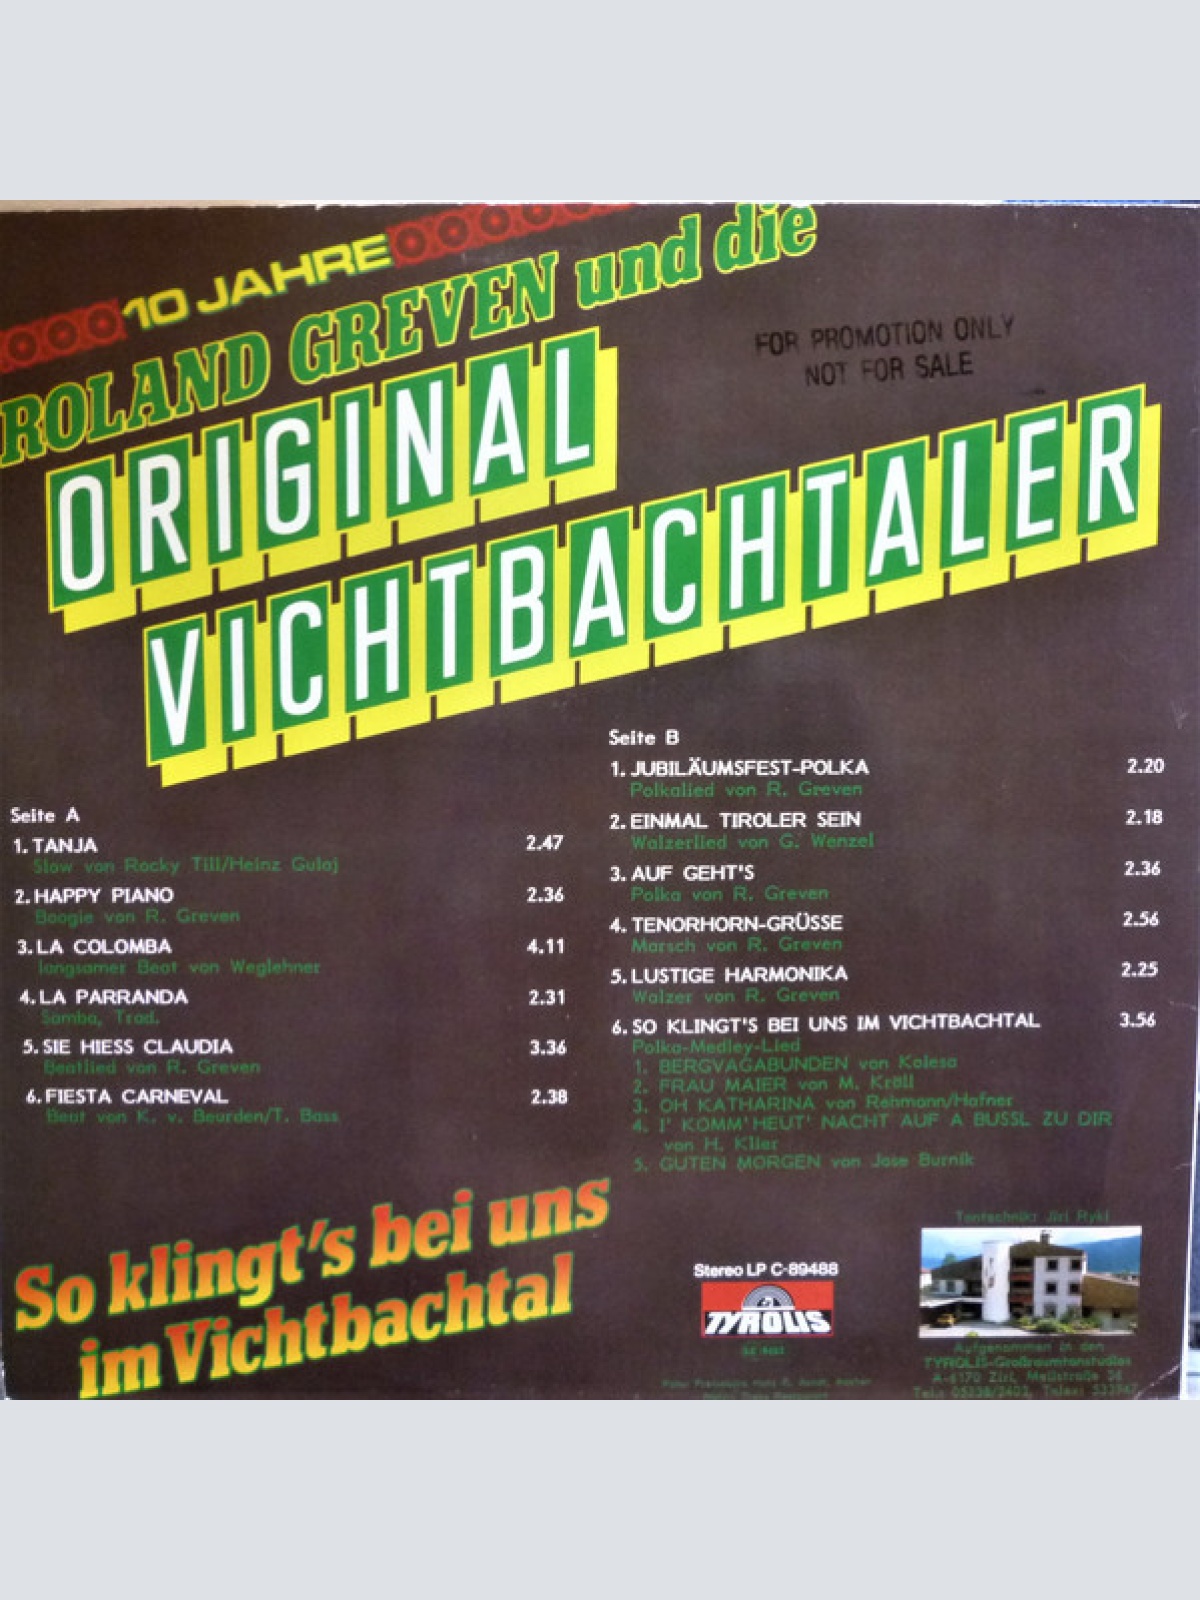 10 JAHRE
ROLAND GREVEN und die
ORIGINAL
VICHTBACHTALER
FOR PROMOTION ONLY
NOT FOR SALE
Seite A
1. TANJA 2.47
Slow von Rocky Till/Heinz Gulaj
2. HAPPY PIANO 2.36
Boogie von R. Greven
3. LA COLOMBA 4.11
langsamer Beat von Weglehner
4. LA PARRANDA 2.31
Samba, Trad.
5. SIE HIESS CLAUDIA 3.36
Beatlied von R. Greven
6. FIESTA CARNEVAL 2.38
Beat von K. v. Beurden/T. Bass
Seite B
1. JUBILÄUMSFEST-POLKA 2.20
Polkalied von R. Greven
2. EINMAL TIROLER SEIN 2.18
Walzerlied von G. Wenzel
3. AUF GEHT'S 2.36
Polka von R. Greven
4. TENORHORN-GRÜSSE 2.56
Marsch von R. Greven
5. LUSTIGE HARMONIKA 2.25
Walzer von R. Greven
6. SO KLINGT'S BEI UNS IM VICHTBACHTAL 3.56
Polka-Medley-Lied
1. BERGVAGABUNDEN von Kolesa
2. FRAU MAIER von M. Kröll
3. OH KATHARINA von Rehmann/Hafner
4. I' KOMM' HEUT' NACHT AUF A BUSSL ZU DIR
von H. Klier
5. GUTEN MORGEN von Jose Burnik
So klingt's bei uns
im Vichtbachtal
Stereo LP C-89488
TYROLIS
Tontechnik: Jiri Rykl
Aufgenommen in den
TYROLIS-Großraumtonstudios
A-6170 Zirl,